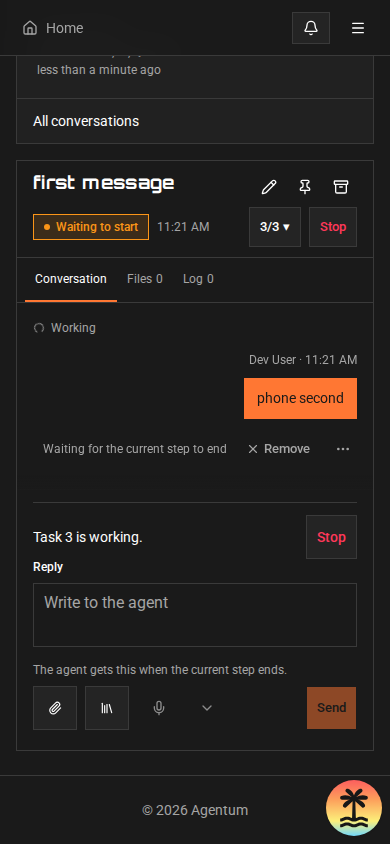 Home
less than a minute ago
All conversations
first message
Waiting to start 11:21 AM 3/3 ▾ Stop
Conversation Files 0 Log 0
Working
Dev User · 11:21 AM
phone second
Waiting for the current step to end Remove
Task 3 is working. Stop
Reply
Write to the agent
The agent gets this when the current step ends.
Send
© 2026 Agentum